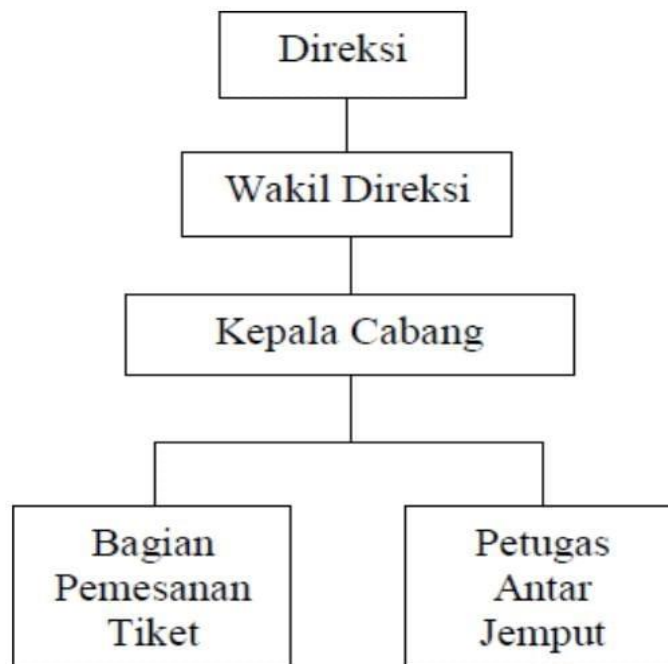 Direksi
Wakil Direksi
Kepala Cabang
Bagian
Pemesanan
Tiket
Petugas
Antar
Jemput